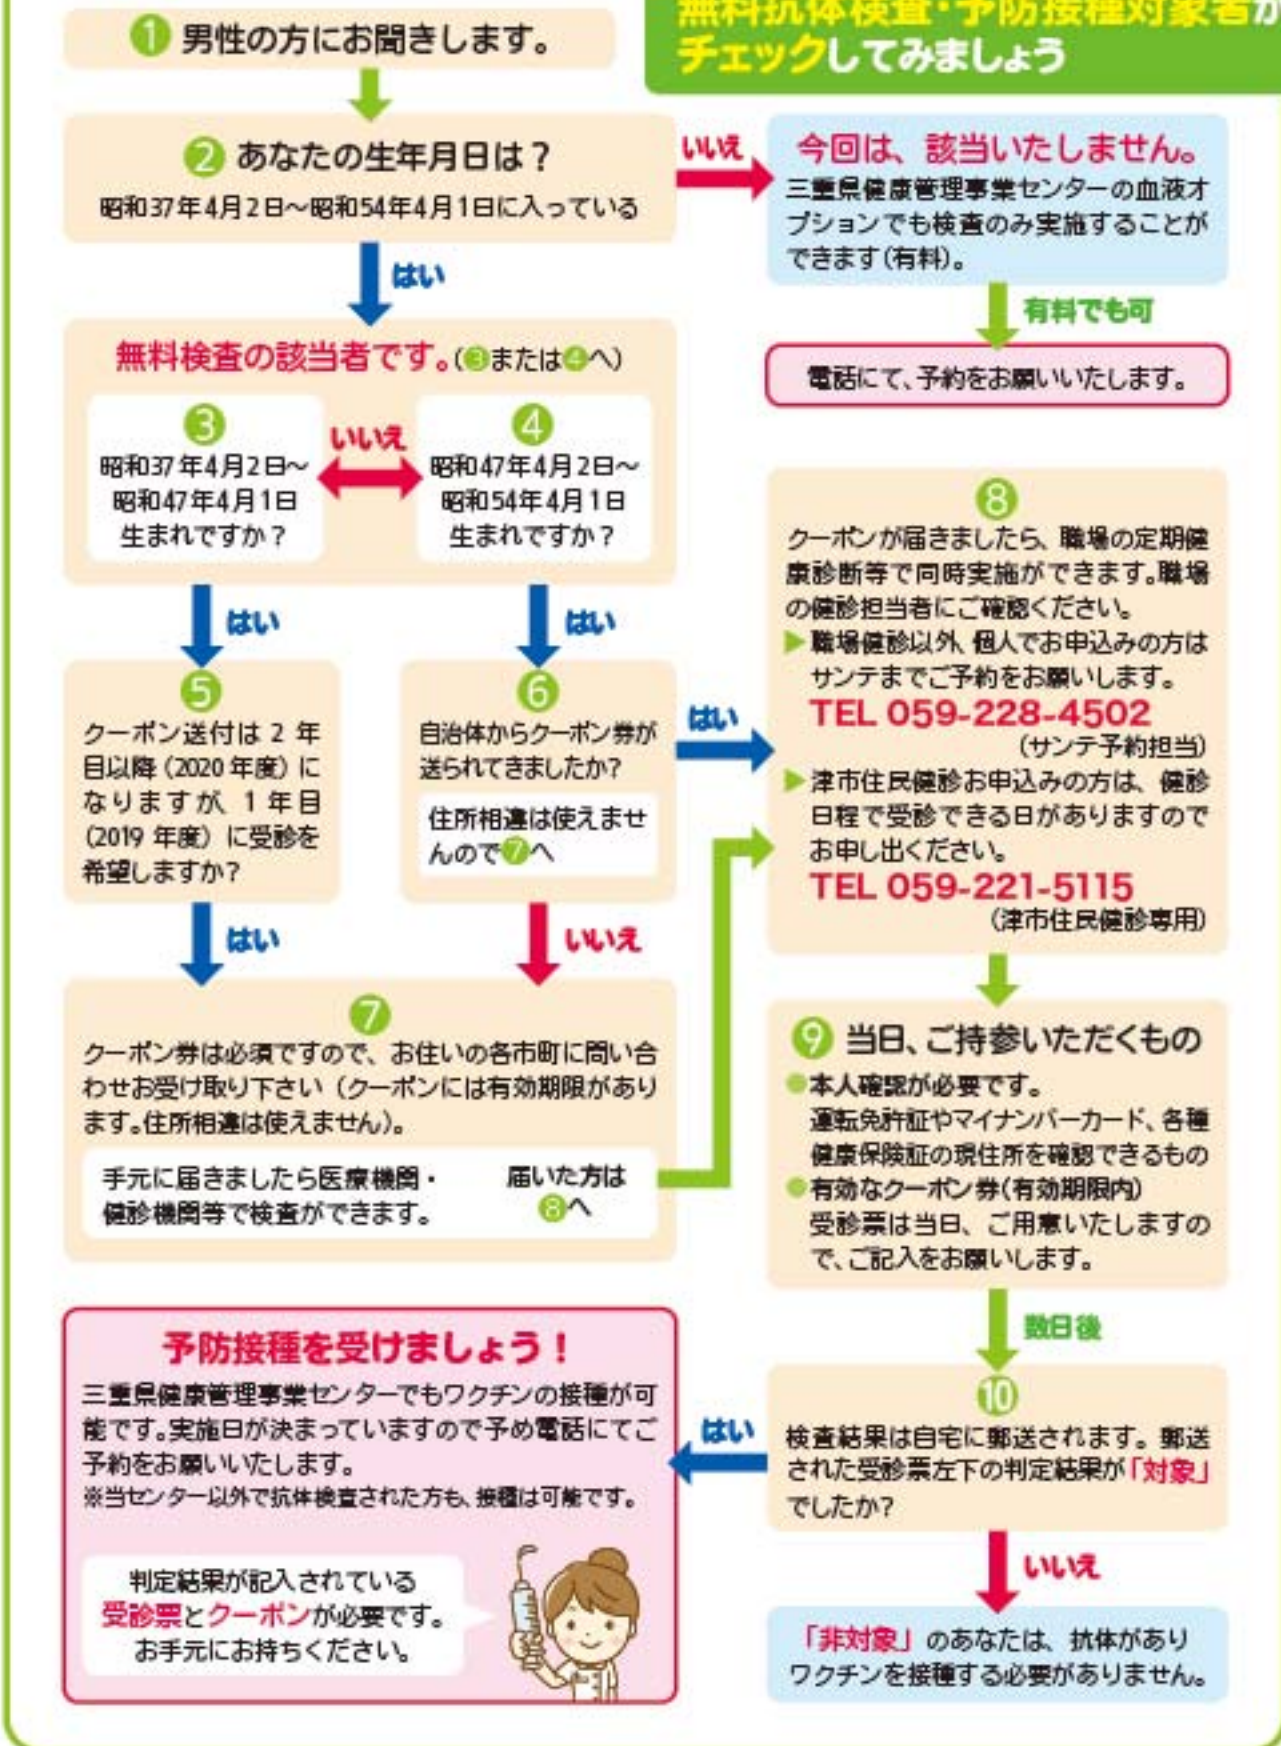 無料抗体検査・予防接種対象者か
チェックしてみましょう
① 男性の方にお聞きします。
② あなたの生年月日は？
昭和37年4月2日～昭和54年4月1日に入っている
いいえ
今回は、該当いたしません。
三重県健康管理事業センターの血液オ
プションでも検査のみ実施することが
できます(有料)。
はい
有料でも可
電話にて、予約をお願いいたします。
無料検査の該当者です。(③または④へ)
③
昭和37年4月2日～
昭和47年4月1日
生まれですか？
いいえ
④
昭和47年4月2日～
昭和54年4月1日
生まれですか？
はい
はい
⑤
クーポン送付は 2 年
目以降（2020 年度）に
なりますが、1 年目
（2019 年度）に受診を
希望しますか？
はい
⑥
自治体からクーポン券が
送られてきましたか？
住所相違は使えませ
んので⑦へ
はい
いいえ
⑦
クーポン券は必須ですので、お住いの各市町に問い合
わせお受け取り下さい（クーポンには有効期限があり
ます。住所相違は使えません）。
手元に届きましたら医療機関・
健診機関等で検査ができます。
届いた方は
⑧へ
⑧
クーポンが届きましたら、職場の定期健
康診断等で同時実施ができます。職場
の健診担当者にご確認ください。
▶職場健診以外、個人でお申込みの方は
サンテまでご予約をお願いします。
TEL 059-228-4502
（サンテ予約担当）
▶津市住民健診お申込みの方は、健診
日程で受診できる日がありますので
お申し出ください。
TEL 059-221-5115
（津市住民健診専用）
⑨ 当日、ご持参いただくもの
●本人確認が必要です。
運転免許証やマイナンバーカード、各種
健康保険証の現住所を確認できるもの
●有効なクーポン券（有効期限内）
受診票は当日、ご用意いたしますの
で、ご記入をお願いします。
数日後
⑩
検査結果は自宅に郵送されます。郵送
された受診票左下の判定結果が「対象」
でしたか？
はい
いいえ
予防接種を受けましょう！
三重県健康管理事業センターでもワクチンの接種が可
能です。実施日が決まっていますので予め電話にてご
予約をお願いいたします。
※当センター以外で抗体検査された方も、接種は可能です。
判定結果が記入されている
受診票とクーポンが必要です。
お手元にお持ちください。
「非対象」のあなたは、抗体があり
ワクチンを接種する必要がありません。